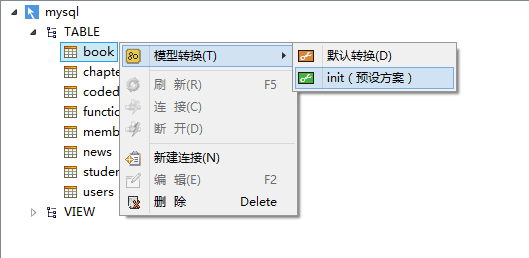 mysql
TABLE
book
模型转换(T)
默认转换(D)
init（预设方案）
chapte
刷 新(R) F5
coded
连 接(C)
functio
断 开(D)
memb
新建连接(N)
news
编 辑(E) F2
studen
删 除 Delete
users
VIEW